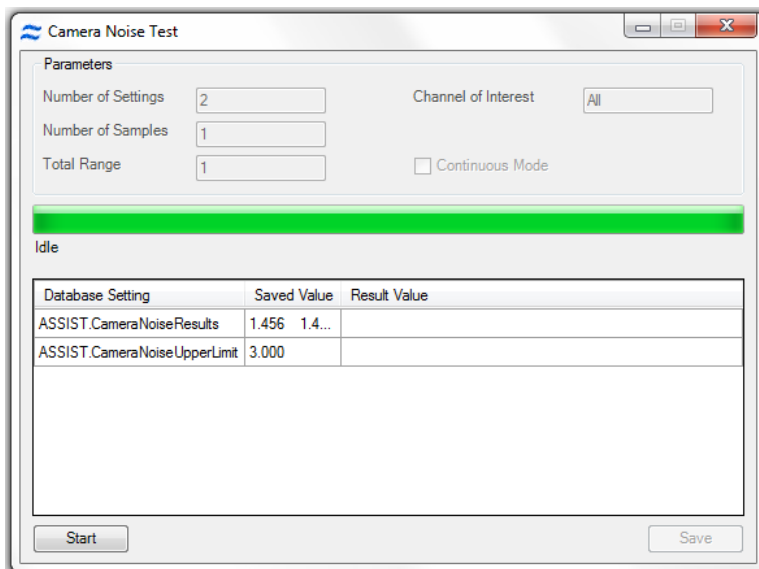 Camera Noise Test
Parameters
Number of Settings 2 Channel of Interest All
Number of Samples 1
Total Range 1 Continuous Mode
Idle
Database Setting Saved Value Result Value
ASSIST.CameraNoiseResults 1.456 1.4...
ASSIST.CameraNoiseUpperLimit 3.000
Start Save